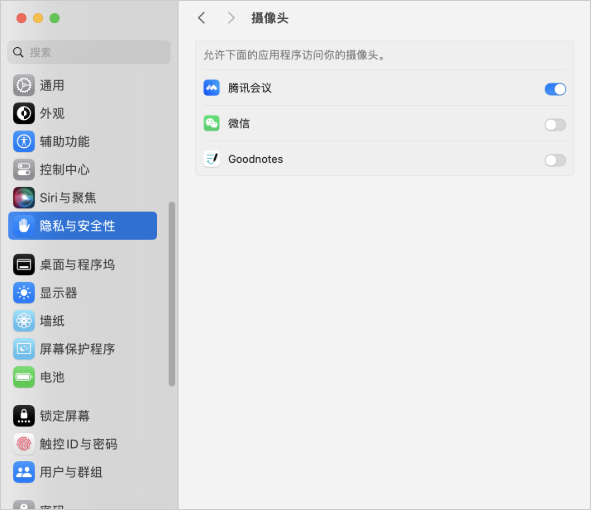 摄像头
搜索
允许下面的应用程序访问你的摄像头。
腾讯会议
微信
Goodnotes
通用
外观
辅助功能
控制中心
Siri与聚焦
隐私与安全性
桌面与程序坞
显示器
墙纸
屏幕保护程序
电池
锁定屏幕
触控ID与密码
用户与群组